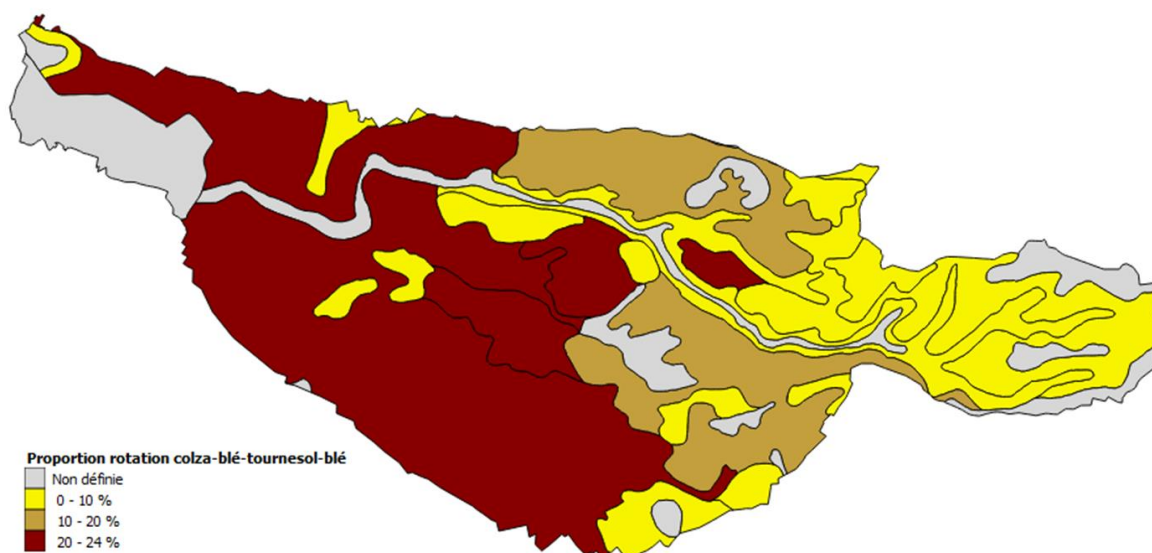 Proportion rotation colza-blé-tournesol-blé
Non définie
0 - 10 %
10 - 20 %
20 - 24 %